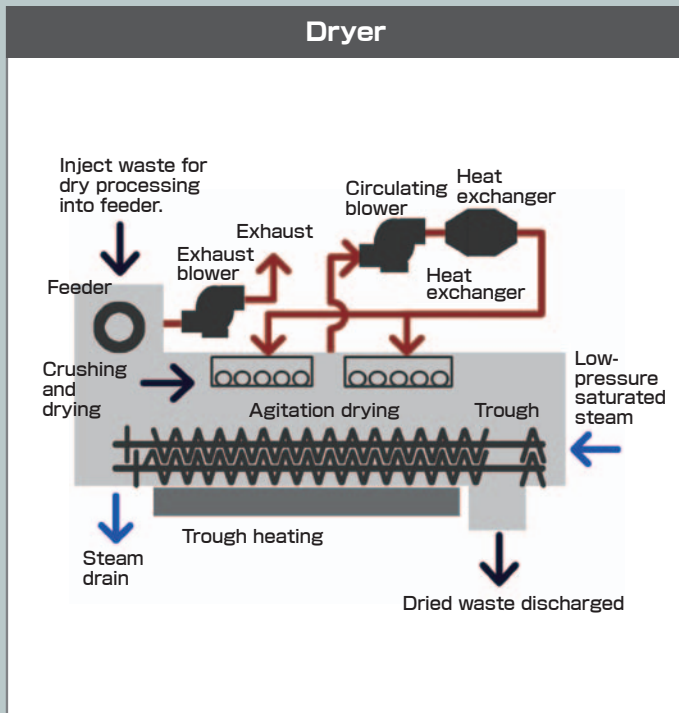 Dryer
Inject waste for
dry processing
into feeder.
Circulating
blower
Heat
exchanger
Exhaust
Exhaust
blower
Heat
exchanger
Feeder
Crushing
and
drying
Agitation drying
Trough
Low-
pressure
saturated
steam
Trough heating
Steam
drain
Dried waste discharged